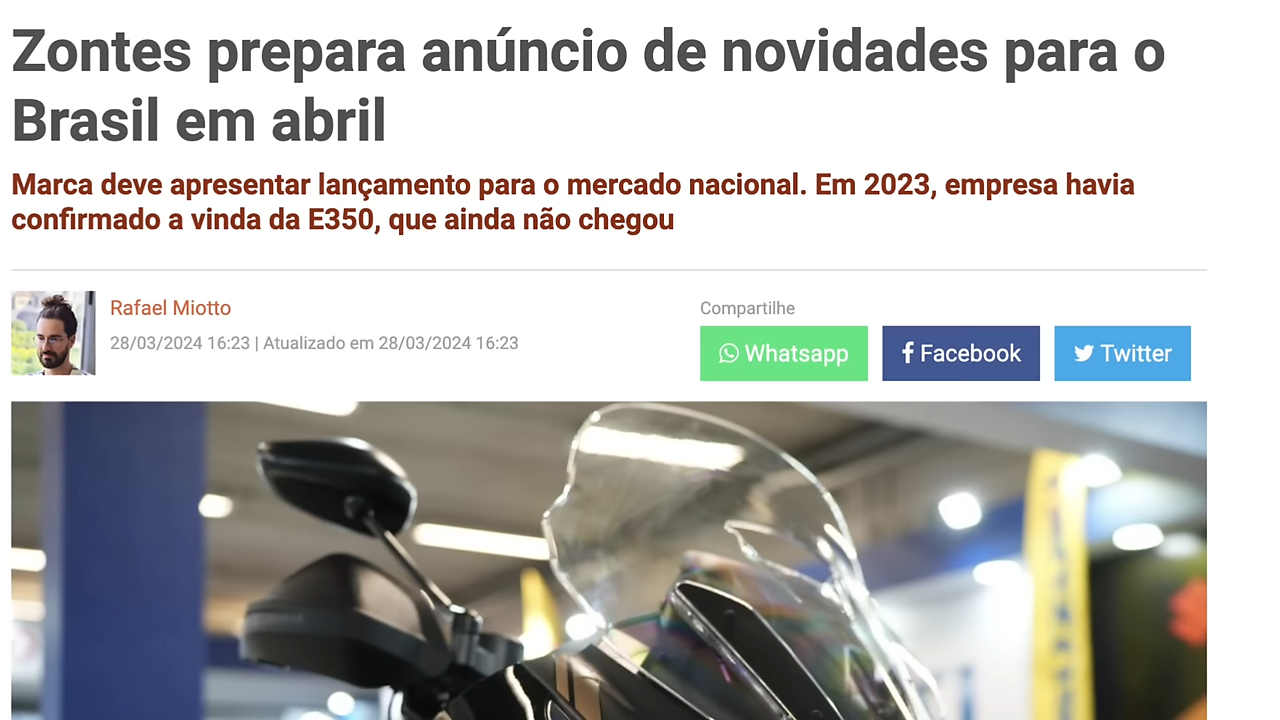 Zontes prepara anúncio de novidades para o
Brasil em abril
Marca deve apresentar lançamento para o mercado nacional. Em 2023, empresa havia
confirmado a vinda da E350, que ainda não chegou
Rafael Miotto
28/03/2024 16:23 | Atualizado em 28/03/2024 16:23
Compartilhe
Whatsapp
Facebook
Twitter